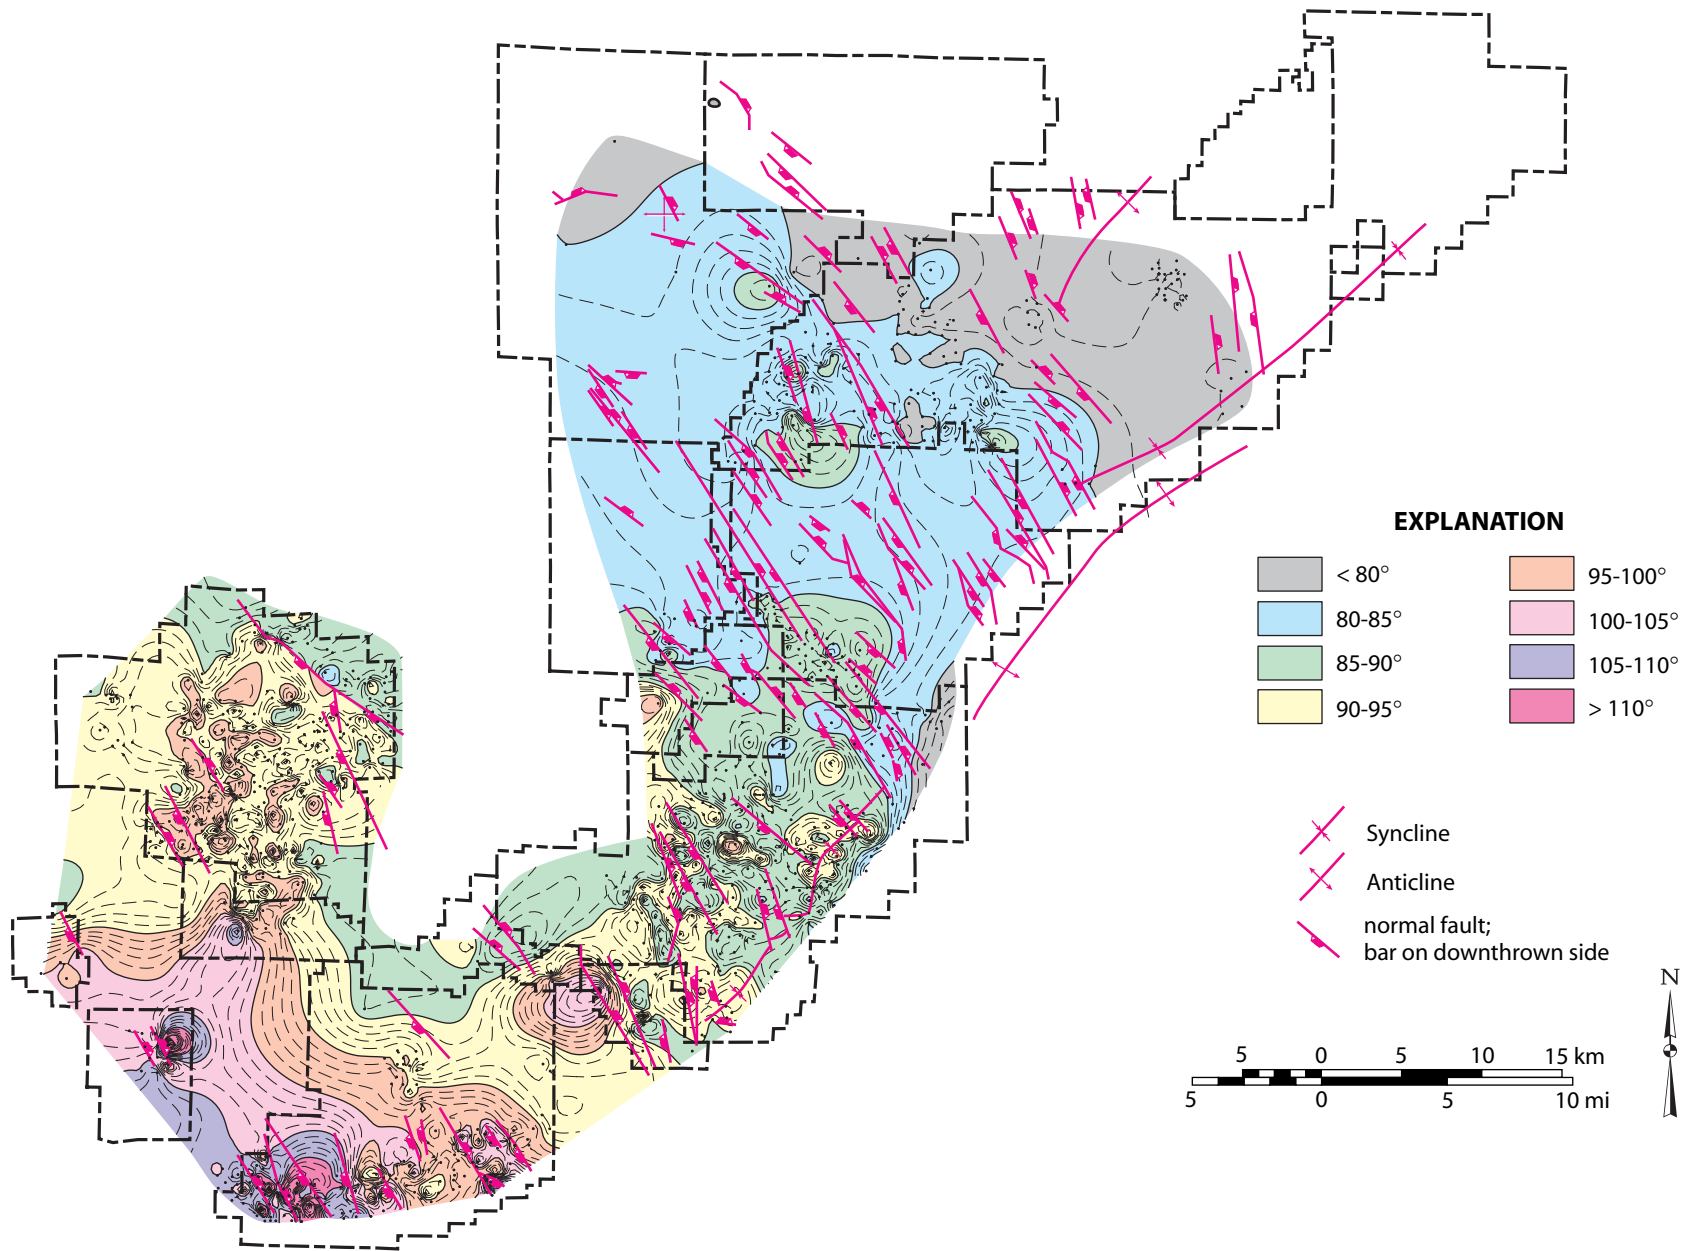 EXPLANATION
< 80°
80-85°
85-90°
90-95°
95-100°
100-105°
105-110°
> 110°
Syncline
Anticline
normal fault;
bar on downthrown side
N
5 0 5 10 15 km
5 0 5 10 mi